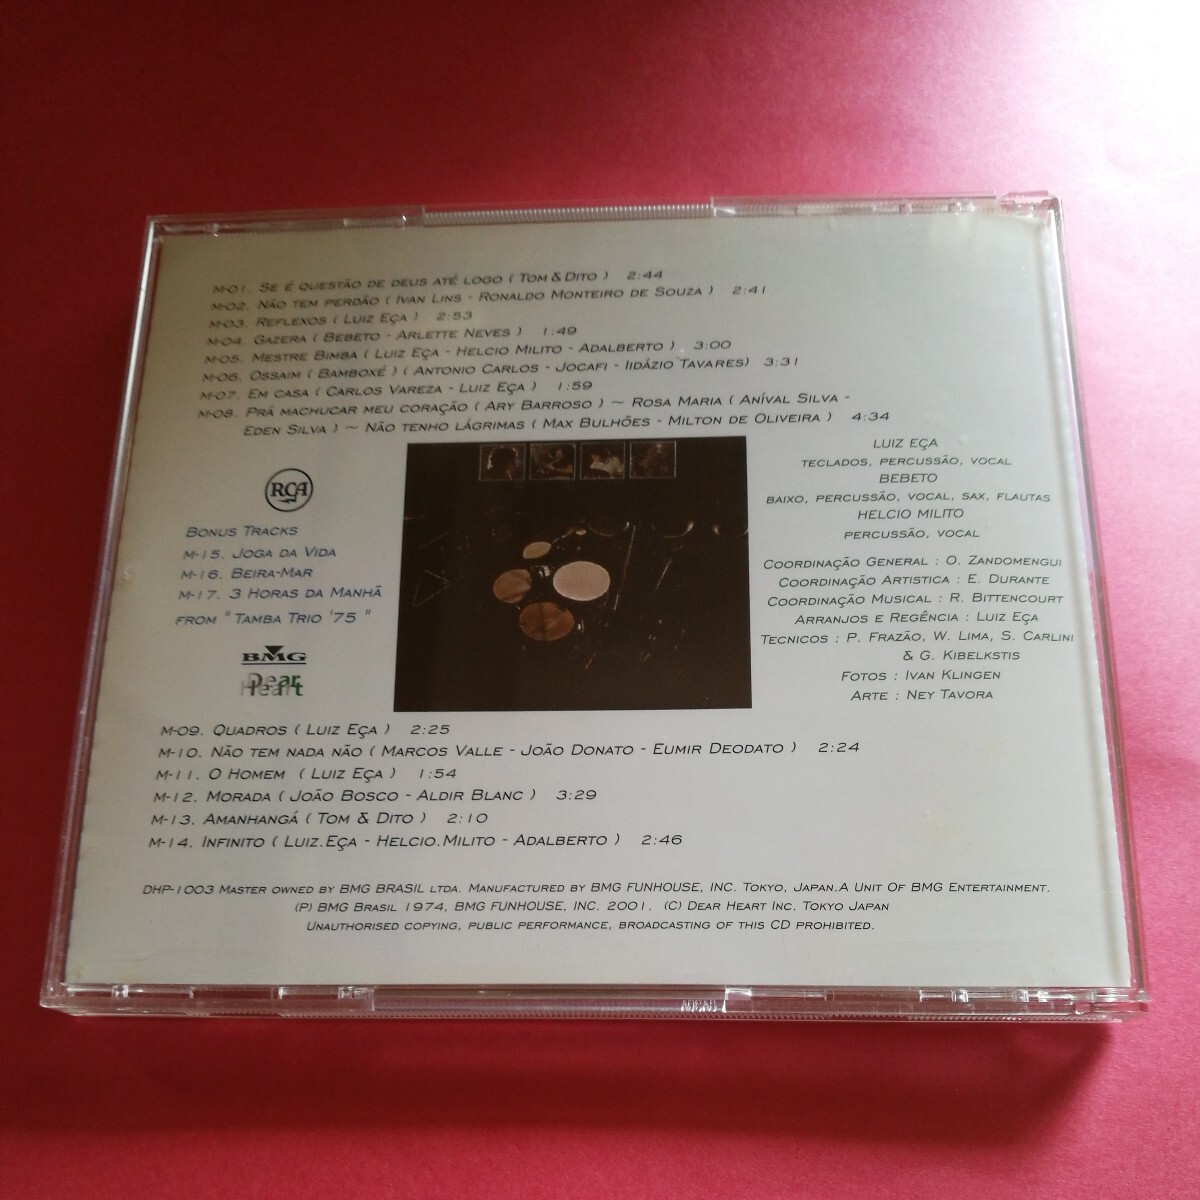 M-01. Se é questão de deus até logo ( Tom & Dito ) 2:44
M-02. Não tem perdão ( Ivan Lins - Ronaldo Monteiro de Souza ) 2:41
M-03. Reflexos ( Luiz Eça ) 2:53
M-04. Gazera ( Bebeto - Arlette Neves ) 1:49
M-05. Mestre Bimba ( Luiz Eça - Helcio Milito - Adalberto ) 3:00
M-06. Ossaim ( Bamboxé ) ( Antonio Carlos - Jocafi - Iidázio Tavares) 3:31
M-07. Em casa ( Carlos Vareza - Luiz Eça ) 1:59
M-08. Prá machucar meu coração ( Ary Barroso ) ~ Rosa Maria ( Aníval Silva -
Eden Silva ) ~ Não tenho lágrimas ( Max Bulhões - Milton de Oliveira ) 4:34
RCA
Bonus Tracks
M-15. Joga da Vida
M-16. Beira-Mar
M-17. 3 Horas da Manhã
from " Tamba Trio '75 "
BMG
Dear
Heart
LUIZ EÇA
TECLADOS, PERCUSSÃO, VOCAL
BEBETO
BAIXO, PERCUSSÃO, VOCAL, SAX, FLAUTAS
HELCIO MILITO
PERCUSSÃO, VOCAL
Coordinação General : O. Zandomengui
Coordinação Artistica : E. Durante
Coordinação Musical : R. Bittencourt
Arranjos e Regência : Luiz Eça
Tecnicos : P. Frazão, W. Lima, S. Carlini
& G. Kibelkstis
Fotos : Ivan Klingen
Arte : Ney Tavora
M-09. Quadros ( Luiz Eça ) 2:25
M-10. Não tem nada não ( Marcos Valle - João Donato - Eumir Deodato ) 2:24
M-11. O Homem ( Luiz Eça ) 1:54
M-12. Morada ( João Bosco - Aldir Blanc ) 3:29
M-13. Amanhangá ( Tom & Dito ) 2:10
M-14. Infinito ( Luiz.Eça - Helcio.Milito - Adalberto ) 2:46
DHP-1003 Master owned by BMG BRASIL ltda. Manufactured by BMG FUNHOUSE, INC. Tokyo, Japan.A Unit Of BMG Entertainment.
(P) BMG Brasil 1974, BMG FUNHOUSE, INC. 2001. (C) Dear Heart Inc. Tokyo Japan
Unauthorised copying, public performance, broadcasting of this CD prohibited.